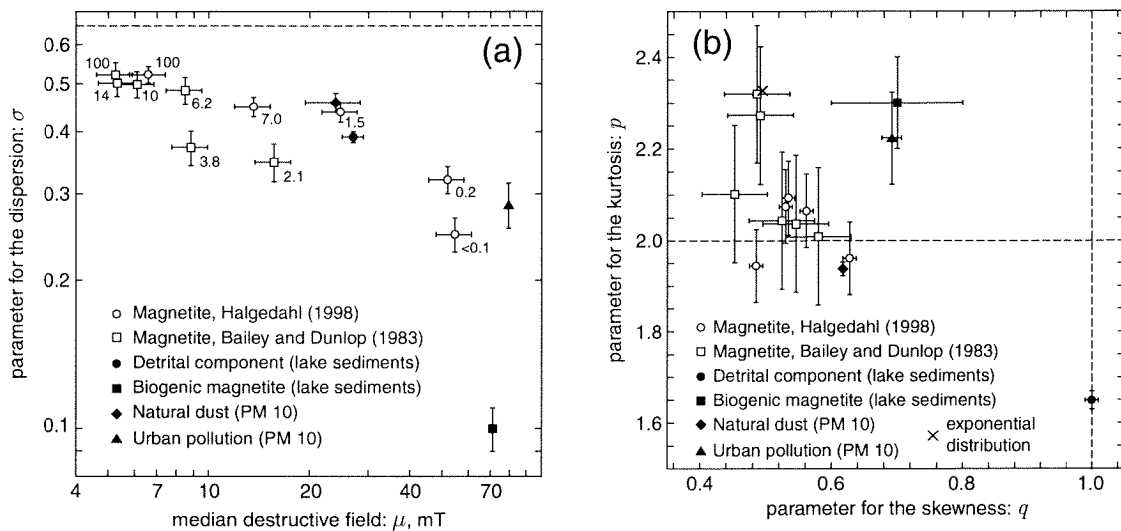 (a)
parameter for the dispersion: σ
0.6
0.5
0.4
0.3
0.2
0.1
100
100
14
10
6.2
7.0
1.5
3.8
2.1
0.2
<0.1
Magnetite, Halgedahl (1998)
Magnetite, Bailey and Dunlop (1983)
Detrital component (lake sediments)
Biogenic magnetite (lake sediments)
Natural dust (PM 10)
Urban pollution (PM 10)
4 7 10 20 40 70
median destructive field: μ, mT
(b)
parameter for the kurtosis: p
2.4
2.2
2.0
1.8
1.6
Magnetite, Halgedahl (1998)
Magnetite, Bailey and Dunlop (1983)
Detrital component (lake sediments)
Biogenic magnetite (lake sediments)
Natural dust (PM 10)
Urban pollution (PM 10)
× exponential
distribution
0.4 0.6 0.8 1.0
parameter for the skewness: q